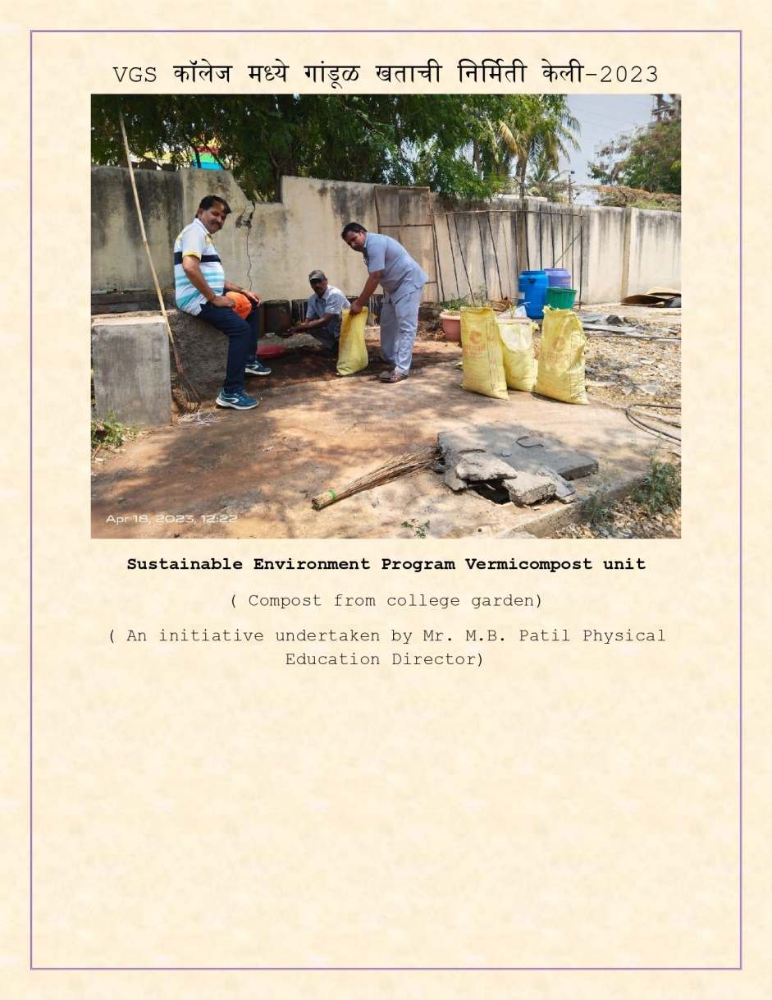 VGS कॉलेज मध्ये गांडूळ खताची निर्मिती केली-2023
Apr 18, 2023, 12:22
Sustainable Environment Program Vermicompost unit
( Compost from college garden)
( An initiative undertaken by Mr. M.B. Patil Physical
Education Director)